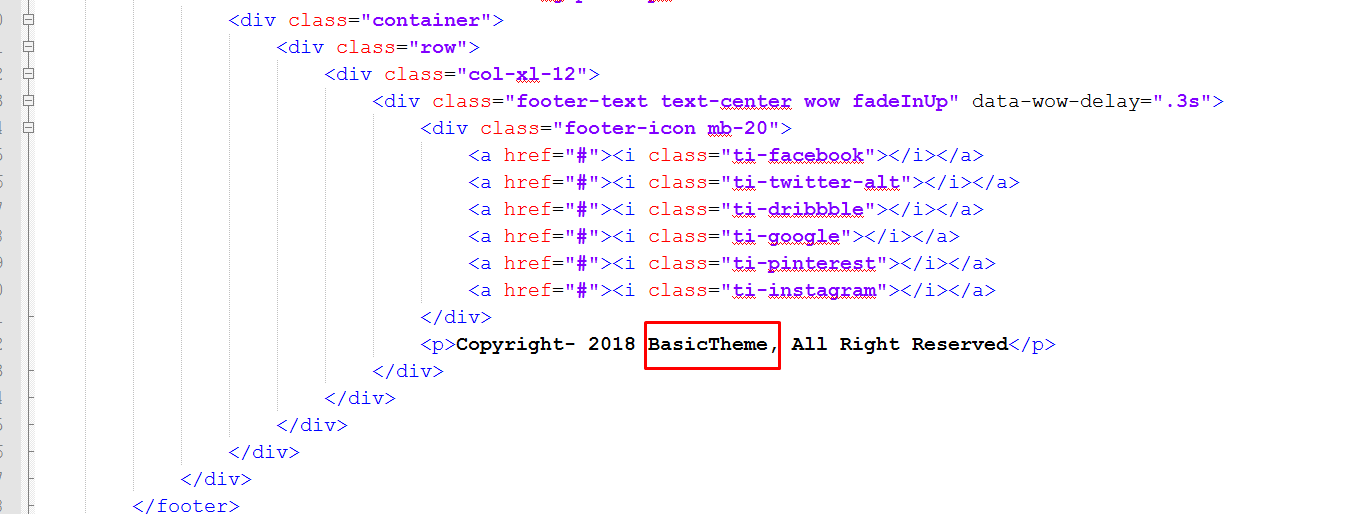 <div class="container">
<div class="row">
<div class="col-xl-12">
<div class="footer-text text-center wow fadeInUp" data-wow-delay=".3s">
<div class="footer-icon mb-20">
<a href="#"><i class="ti-facebook"></i></a>
<a href="#"><i class="ti-twitter-alt"></i></a>
<a href="#"><i class="ti-dribbble"></i></a>
<a href="#"><i class="ti-google"></i></a>
<a href="#"><i class="ti-pinterest"></i></a>
<a href="#"><i class="ti-instagram"></i></a>
</div>
<p>Copyright- 2018 BasicTheme, All Right Reserved</p>
</div>
</div>
</div>
</div>
</div>
</footer>